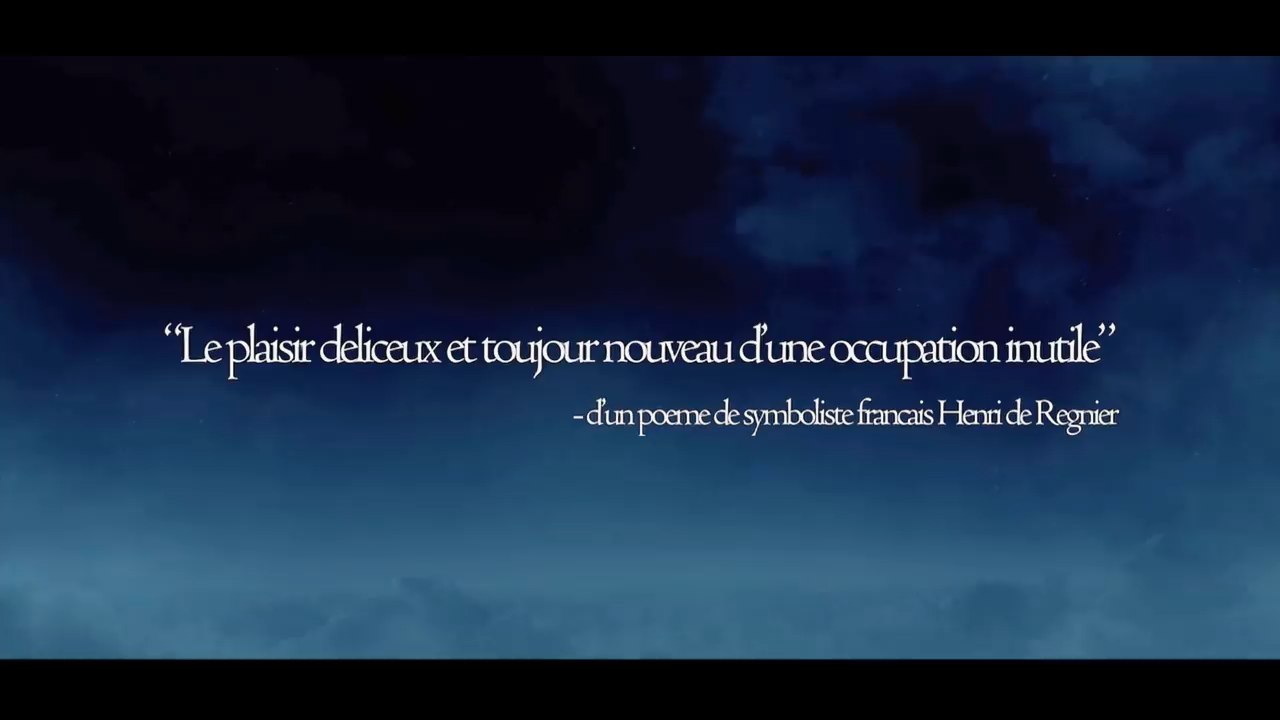 “Le plaisir deliceux et toujour nouveau d’une occupation inutile”
- d’un poeme de symboliste francais Henri de Regnier